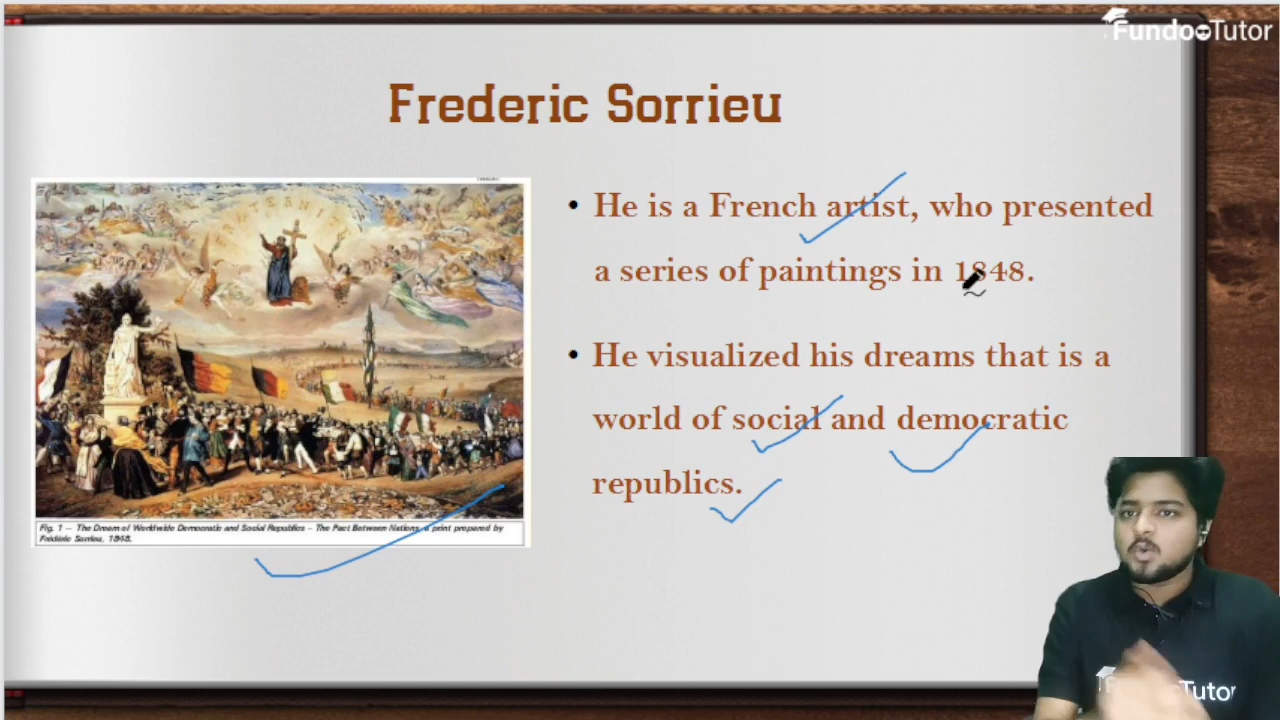 FundooTutor
Frederic Sorrieu
FRATERNITE
• He is a French artist, who presented
a series of paintings in 1848.
• He visualized his dreams that is a
world of social and democratic
republics.
Fig. 1 — The Dream of Worldwide Democratic and Social Republics – The Pact Between Nations, a print prepared by
Frédéric Sorrieu, 1848.
Tutor